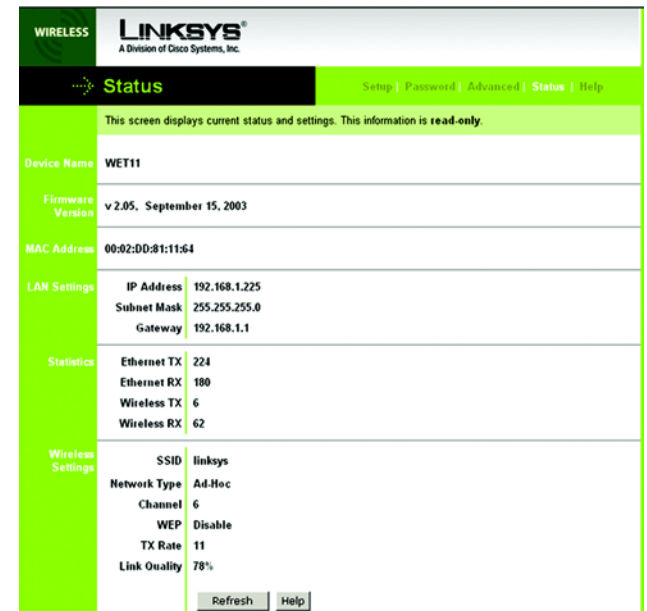 WIRELESS
LINKSYS®
A Division of Cisco Systems, Inc.
Status
Setup | Password | Advanced | Status | Help
This screen displays current status and settings. This information is read-only.
Device Name WET11
Firmware Version v 2.05, September 15, 2003
MAC Address 00:02:DD:81:11:64
LAN Settings IP Address 192.168.1.225
Subnet Mask 255.255.255.0
Gateway 192.168.1.1
Statistics Ethernet TX 224
Ethernet RX 180
Wireless TX 6
Wireless RX 62
Wireless Settings SSID linksys
Network Type Ad-Hoc
Channel 6
WEP Disable
TX Rate 11
Link Quality 78%
Refresh Help